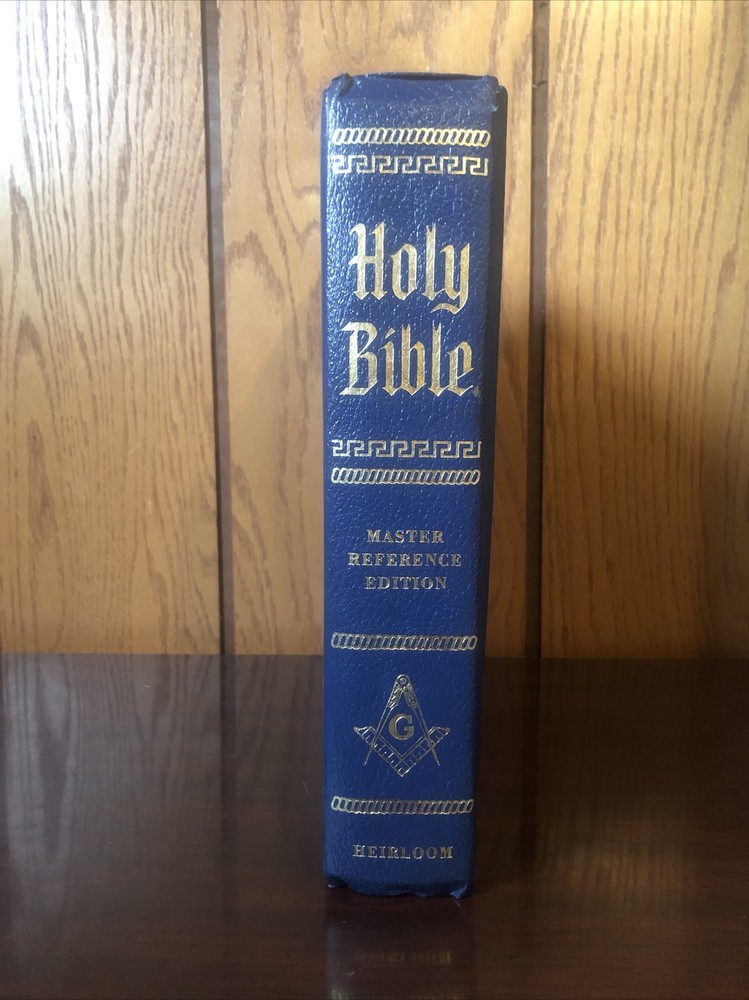 Holy
Bible
MASTER
REFERENCE
EDITION
G
HEIRLOOM